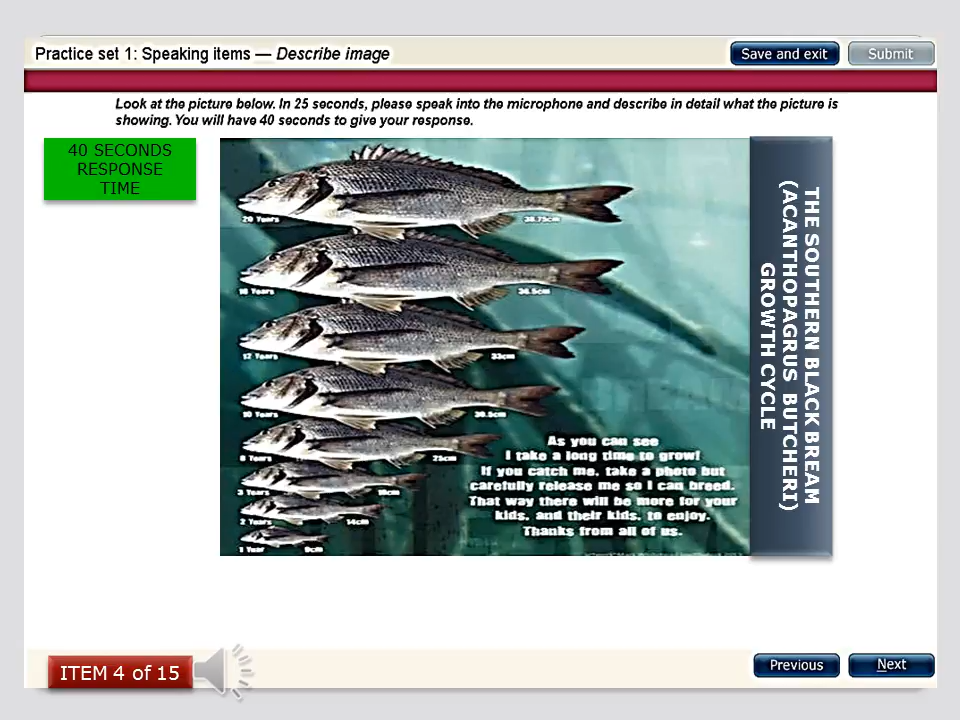 Practice set 1: Speaking items — Describe image
Save and exit
Submit
Look at the picture below. In 25 seconds, please speak into the microphone and describe in detail what the picture is
showing. You will have 40 seconds to give your response.
40 SECONDS
RESPONSE
TIME
THE SOUTHERN BLACK BREAM
(ACANTHOPAGRUS BUTCHERI)
GROWTH CYCLE
20 Years
38.75cm
Years
36.5cm
Years
33cm
10 Years
30.5cm
Years
25cm
3 Years
cm
2 Years
14cm
1 Year
9cm
As you can see
I take a long time to grow!
If you catch me, take a photo but
carefully release me so I can breed.
That way there will be more for your
kids, and their kids, to enjoy.
Thanks from all of us.
ITEM 4 of 15
Previous
Next